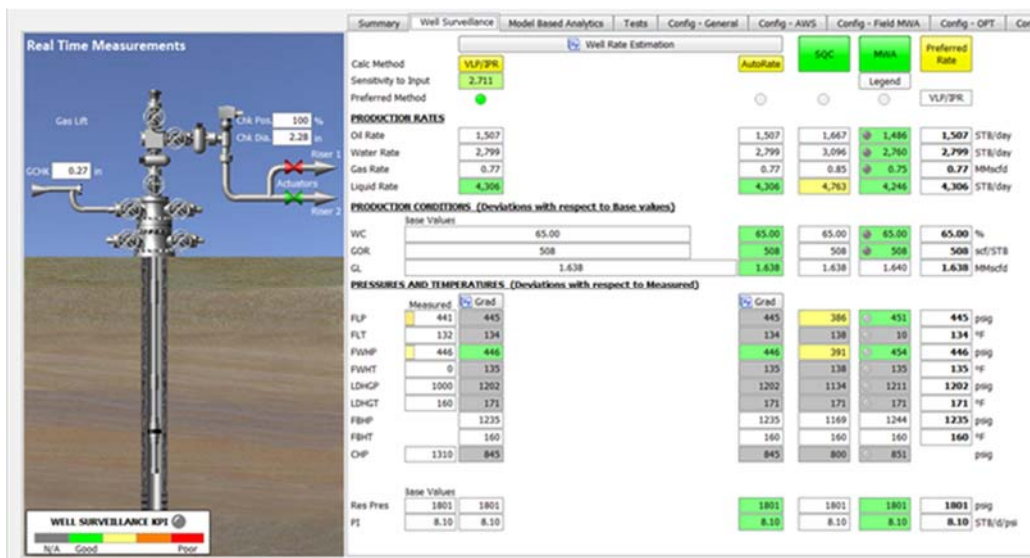 Summary Well Surveillance Model Based Analytics Tests Config - General Config - AWS Config - Field MWA Config - OPT
Real Time Measurements
Well Rate Estimation
Calc Method VLP/IPR AutoRate SQC MWA Preferred Rate
Sensitivity to Input 2.711 Legend
Preferred Method VLP/IPR
Gas Lift
Chk Pos. 100 %
Chk Dia. 2.28 in
Riser 1
GCHK 0.27 in
Actuators
Riser 2
PRODUCTION RATES
Oil Rate 1,507 1,507 1,667 1,486 1,507 STB/day
Water Rate 2,799 2,799 3,096 2,760 2,799 STB/day
Gas Rate 0.77 0.77 0.85 0.75 0.77 MMscfd
Liquid Rate 4,306 4,306 4,763 4,246 4,306 STB/day
PRODUCTION CONDITIONS (Deviations with respect to Base values)
Base Values
WC 65.00 65.00 65.00 65.00 65.00 %
GOR 508 508 508 508 508 scf/STB
GL 1.638 1.638 1.638 1.640 1.638 MMscfd
PRESSURES AND TEMPERATURES (Deviations with respect to Measured)
Measured Grad Grad
FLP 441 445 445 386 451 445 psig
FLT 132 134 134 138 10 134 °F
FWHP 446 446 446 391 454 446 psig
FWHT 0 135 135 138 135 135 °F
LDHGP 1000 1202 1202 1134 1211 1202 psig
LDHGT 160 171 171 171 171 171 °F
FBHP 1235 1235 1169 1244 1235 psig
FBHT 160 160 160 160 160 °F
CHP 1310 845 845 800 851 psig
Base Values
Res Pres 1801 1801 1801 1801 1801 1801 psig
PI 8.10 8.10 8.10 8.10 8.10 8.10 STB/d/psi
WELL SURVEILLANCE KPI
N/A Good Poor